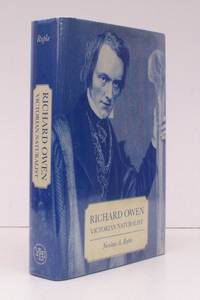 Rupke
RICHARD OWEN
VICTORIAN NATURALIST
RICHARD OWEN
VICTORIAN NATURALIST
Nicolaas A. Rupke